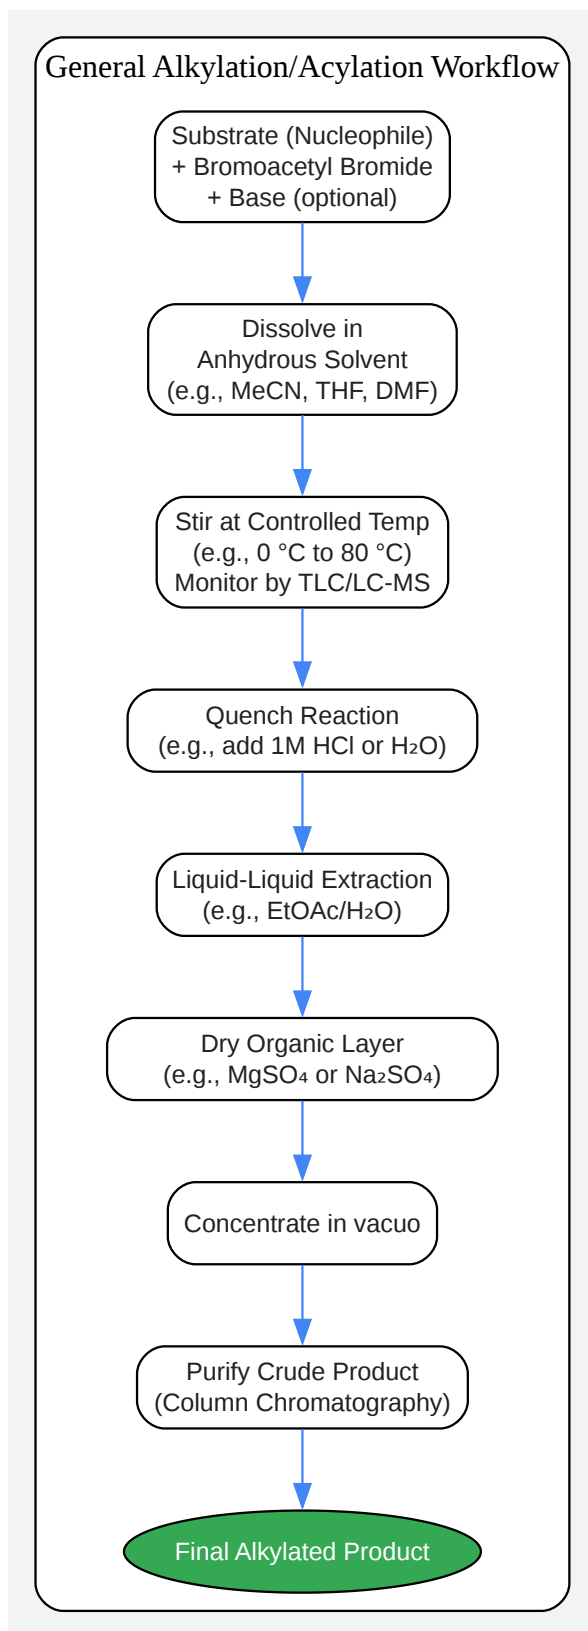 General Alkylation/Acylation Workflow
Substrate (Nucleophile)
+ Bromoacetyl Bromide
+ Base (optional)
Dissolve in
Anhydrous Solvent
(e.g., MeCN, THF, DMF)
Stir at Controlled Temp
(e.g., 0 °C to 80 °C)
Monitor by TLC/LC-MS
Quench Reaction
(e.g., add 1M HCl or H₂O)
Liquid-Liquid Extraction
(e.g., EtOAc/H₂O)
Dry Organic Layer
(e.g., MgSO₄ or Na₂SO₄)
Concentrate in vacuo
Purify Crude Product
(Column Chromatography)
Final Alkylated Product